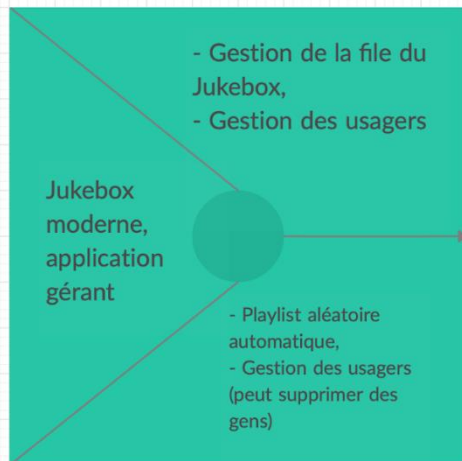 - Gestion de la file du
Jukebox,
- Gestion des usagers
Jukebox
moderne,
application
gérant
- Playlist aléatoire
automatique,
- Gestion des usagers
(peut supprimer des
gens)